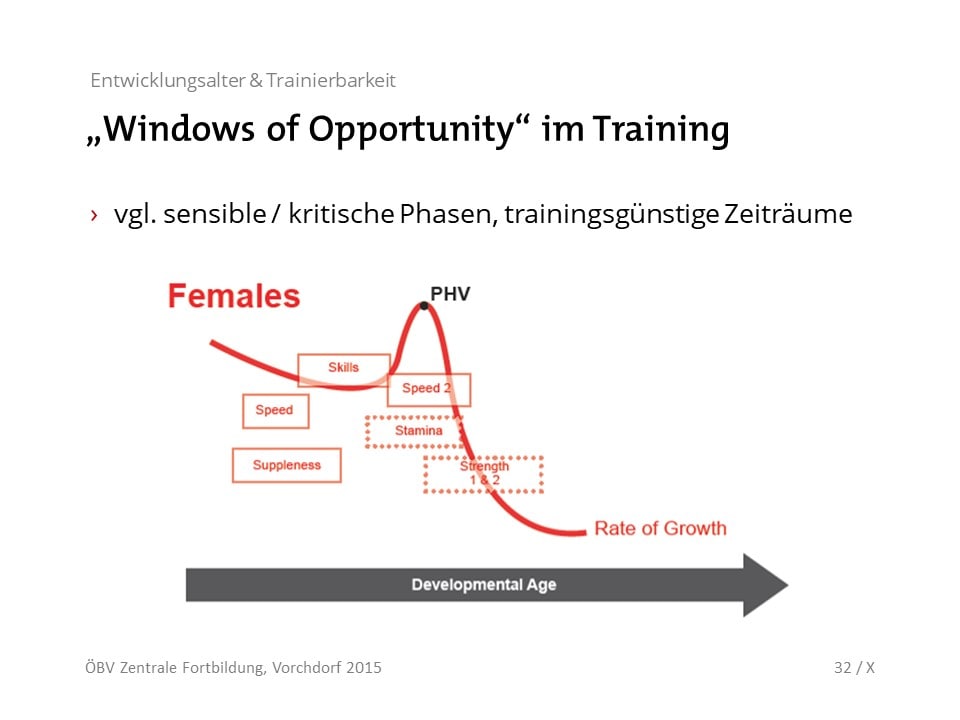 Entwicklungsalter & Trainierbarkeit
„Windows of Opportunity“ im Training
› vgl. sensible / kritische Phasen, trainingsgünstige Zeiträume
Females
PHV
Skills
Speed 2
Speed
Stamina
Suppleness
Strength
1 & 2
Rate of Growth
Developmental Age
ÖBV Zentrale Fortbildung, Vorchdorf 2015
32 / X